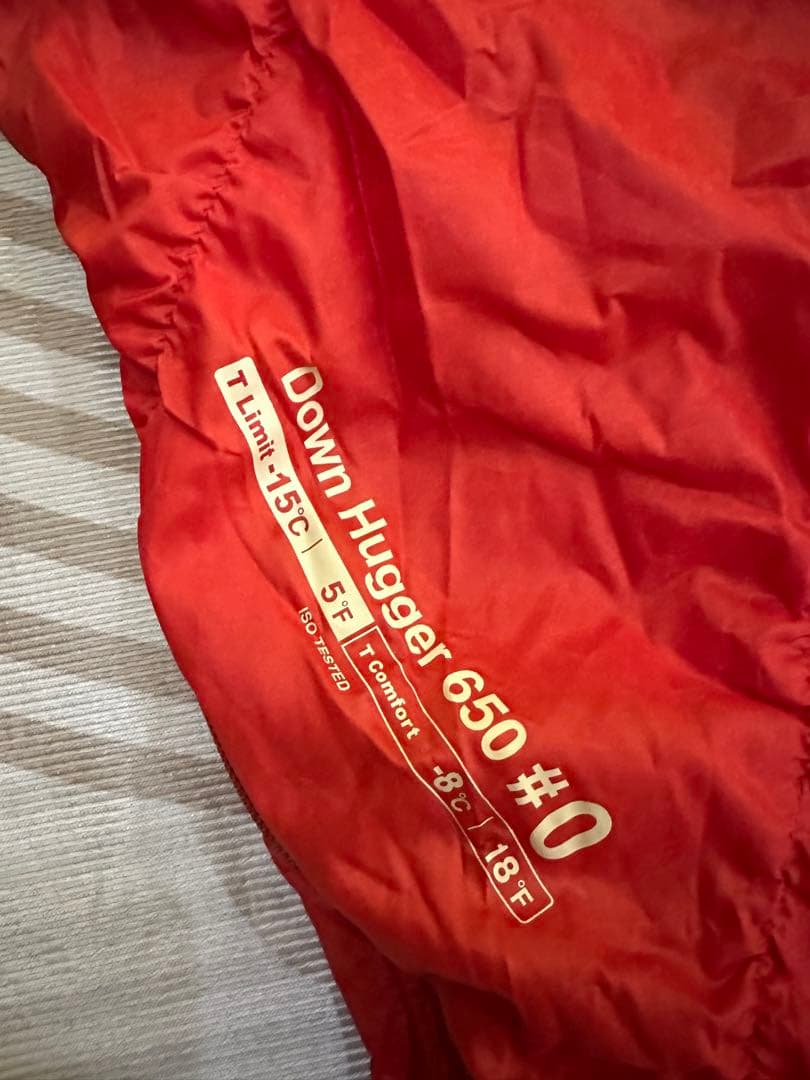 Down Hugger 650 #0
T Limit -15°C | 5°F T Comfort -8°C | 18°F
ISO TESTED